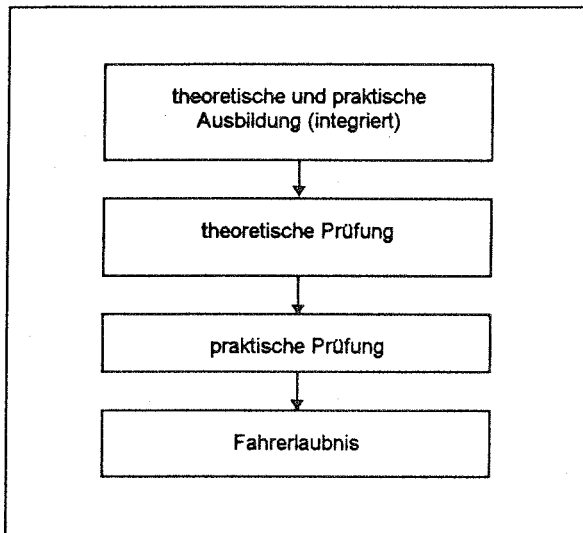 theoretische und praktische
Ausbildung (integriert)
theoretische Prüfung
praktische Prüfung
Fahrerlaubnis